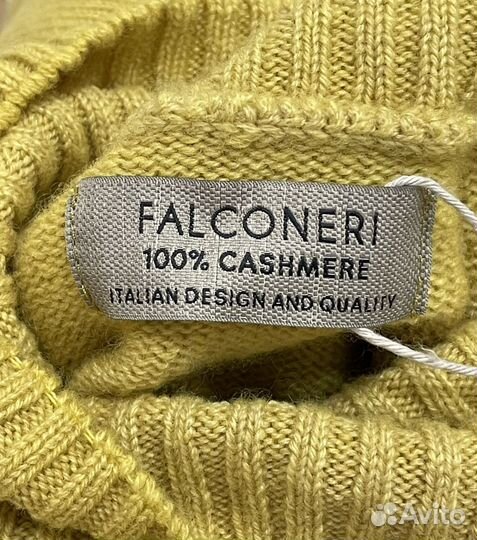 FALCONERI
100% CASHMERE
ITALIAN DESIGN AND QUALITY
Avito